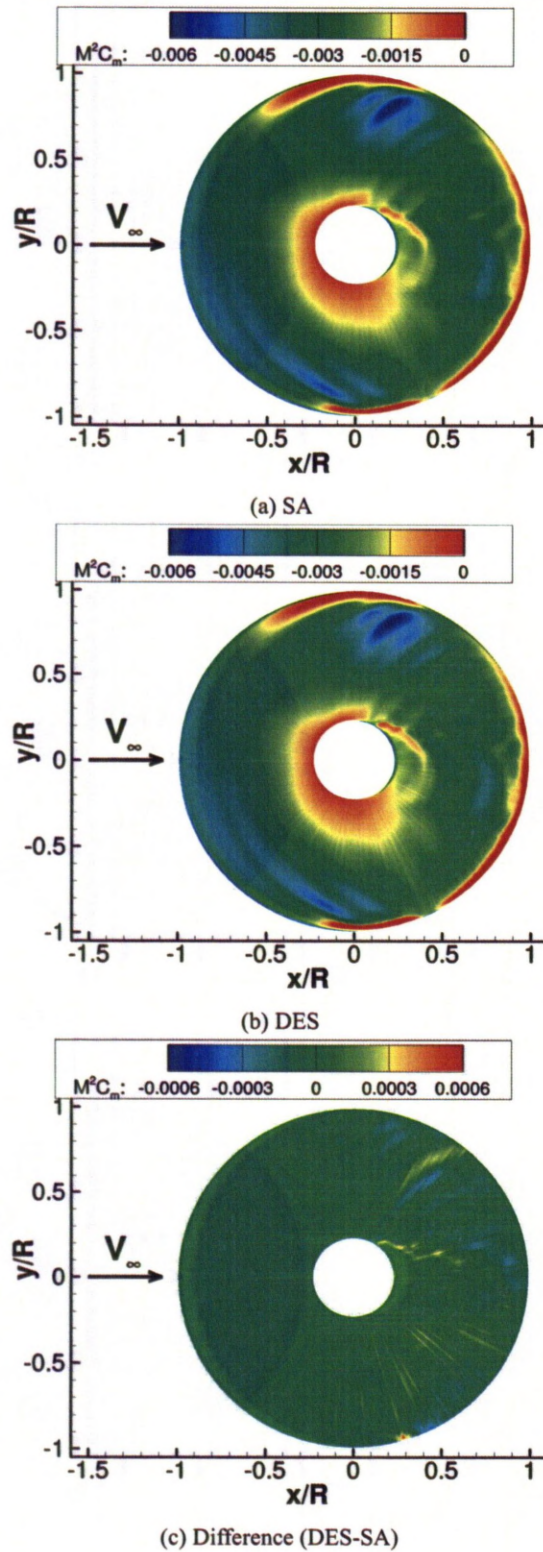 M²Cₘ: -0.006 -0.0045 -0.003 -0.0015 0
1
0.5
y/R
V∞
0
-0.5
-1
-1.5 -1 -0.5 0 0.5 1
x/R
(a) SA
M²Cₘ: -0.006 -0.0045 -0.003 -0.0015 0
1
0.5
y/R
V∞
0
-0.5
-1
-1.5 -1 -0.5 0 0.5 1
x/R
(b) DES
M²Cₘ: -0.0006 -0.0003 0 0.0003 0.0006
1
0.5
y/R
V∞
0
-0.5
-1
-1.5 -1 -0.5 0 0.5 1
x/R
(c) Difference (DES-SA)